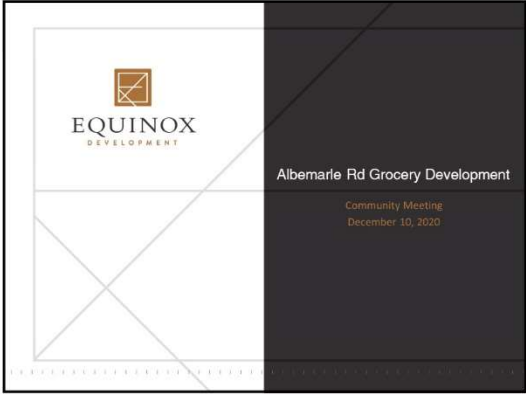 EQUINOX
DEVELOPMENT
Albemarle Rd Grocery Development
Community Meeting
December 10, 2020